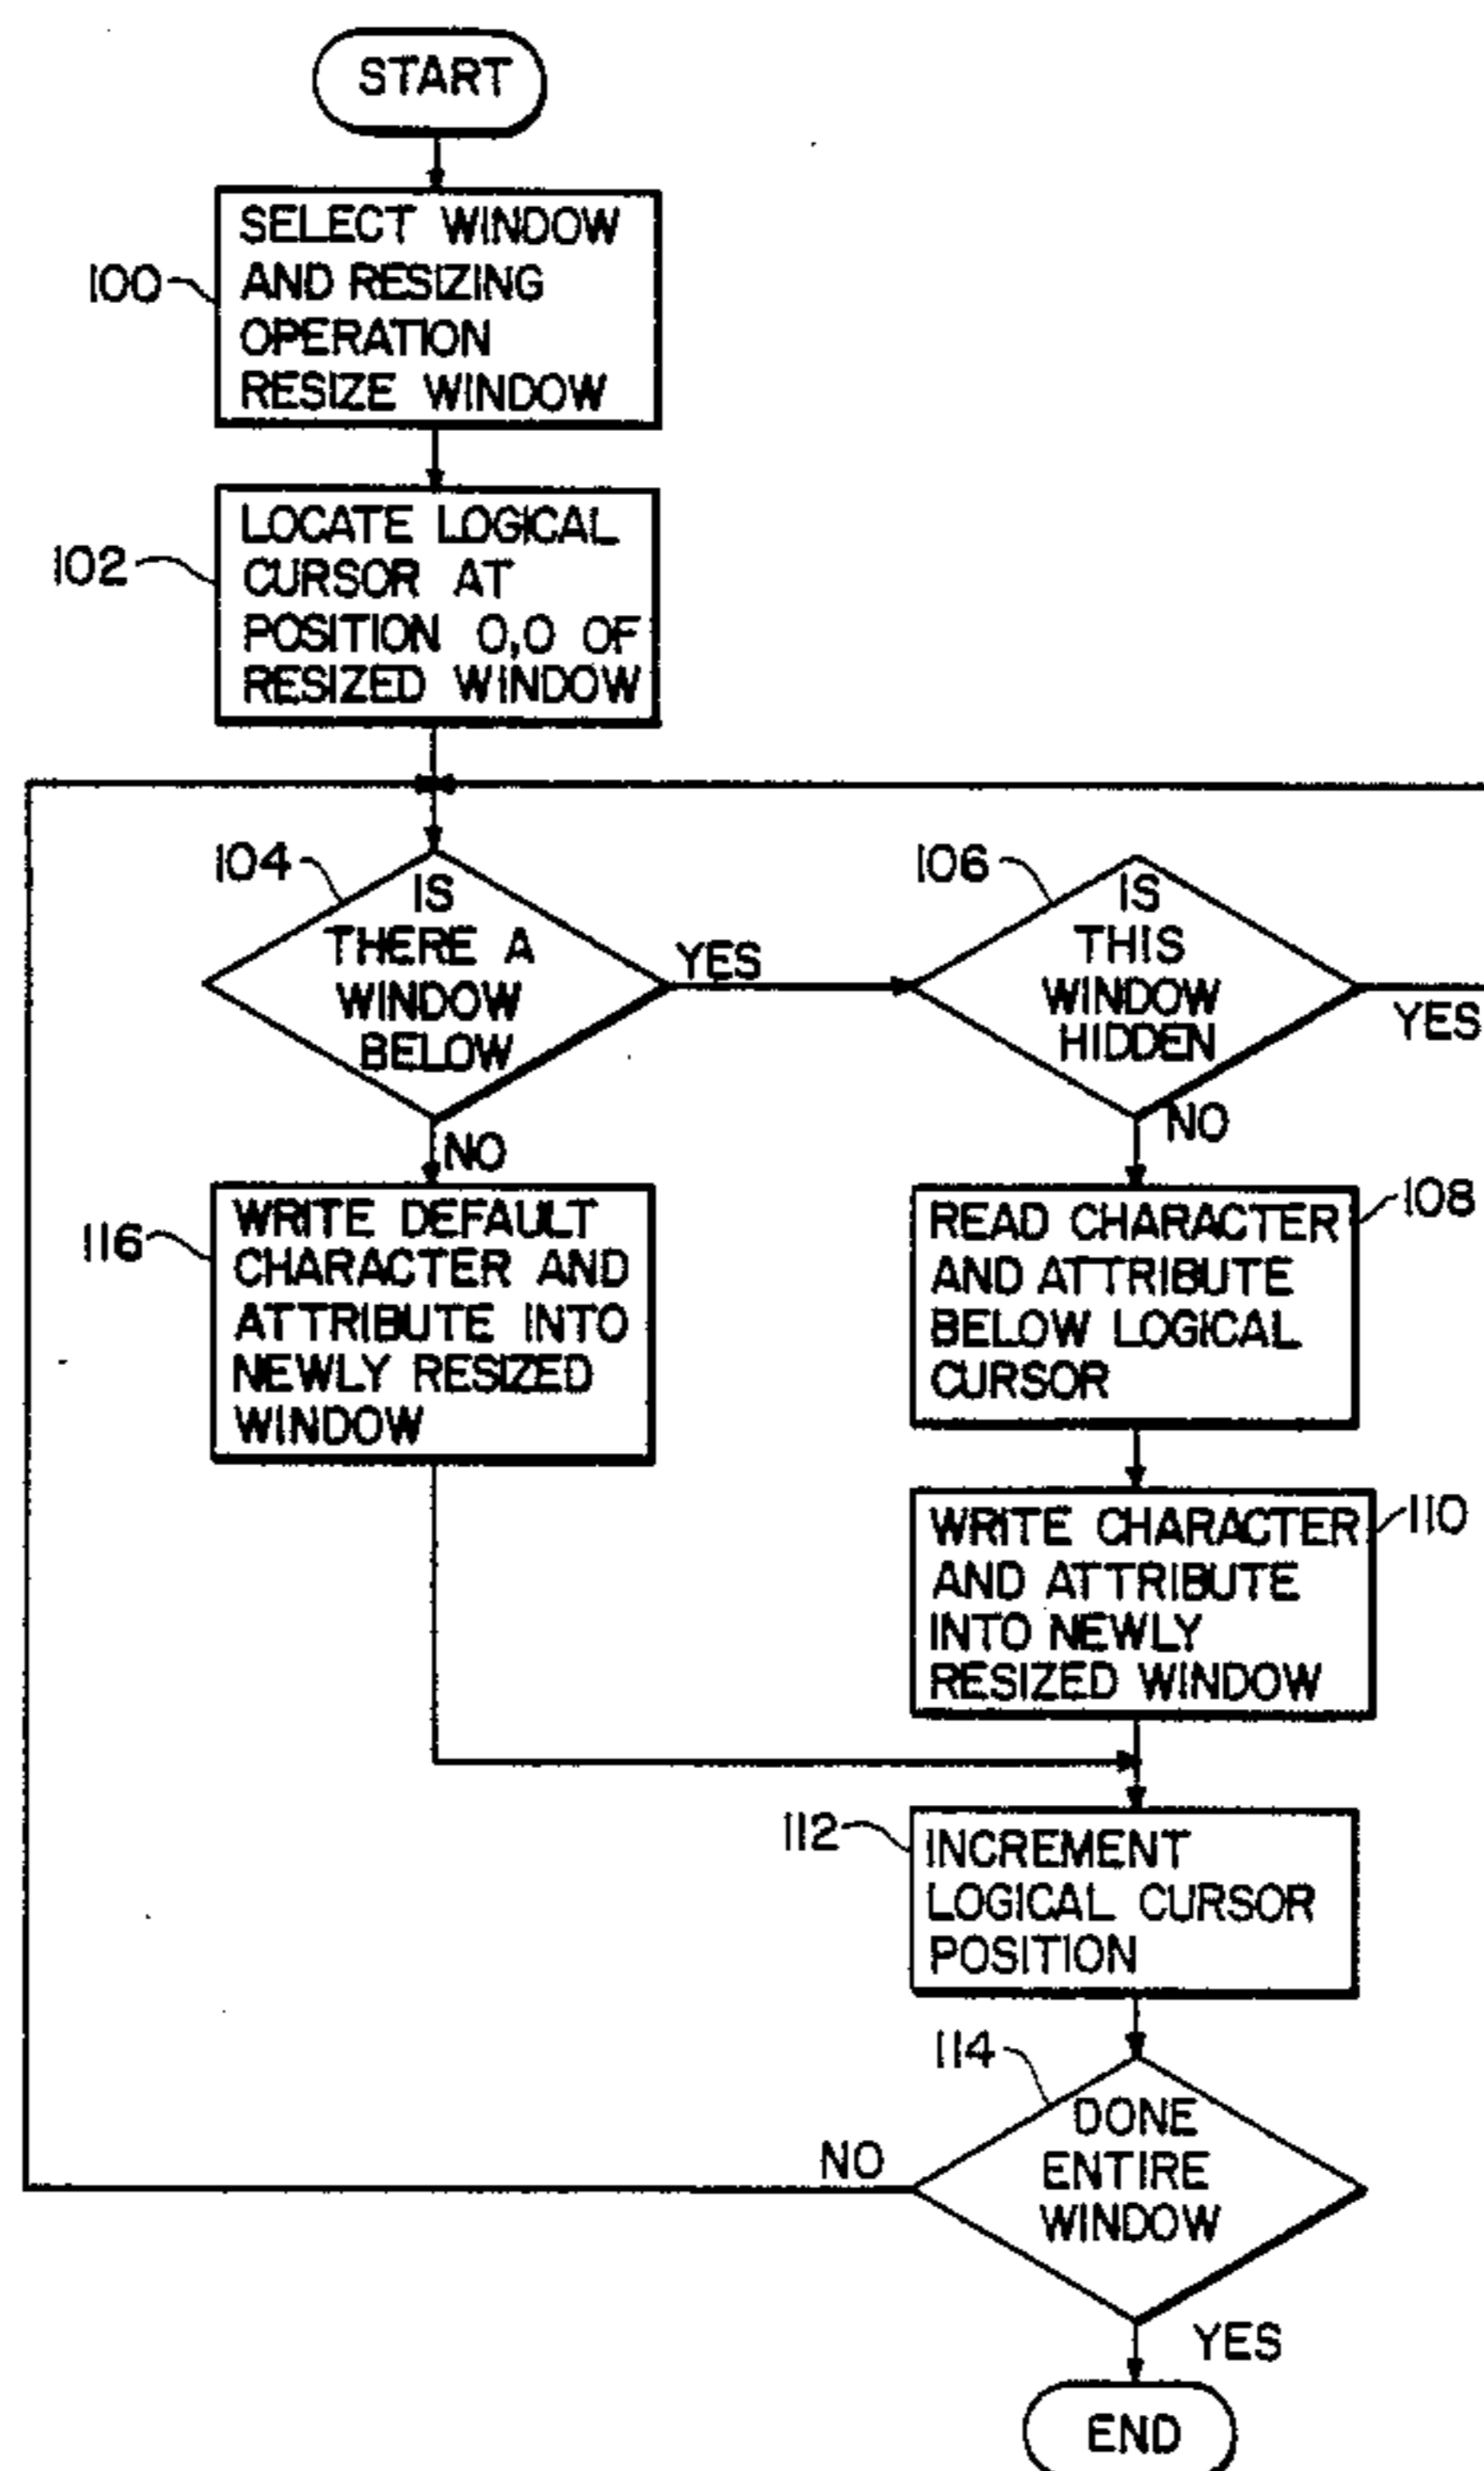 START
100
SELECT WINDOW
AND RESIZING
OPERATION
RESIZE WINDOW
102
LOCATE LOGICAL
CURSOR AT
POSITION 0,0 OF
RESIZED WINDOW
104
IS
THERE A
WINDOW
BELOW
YES
NO
106
IS
THIS
WINDOW
HIDDEN
YES
NO
116
WRITE DEFAULT
CHARACTER AND
ATTRIBUTE INTO
NEWLY RESIZED
WINDOW
108
READ CHARACTER
AND ATTRIBUTE
BELOW LOGICAL
CURSOR
110
WRITE CHARACTER
AND ATTRIBUTE
INTO NEWLY
RESIZED WINDOW
112
INCREMENT
LOGICAL CURSOR
POSITION
114
DONE
ENTIRE
WINDOW
NO
YES
END